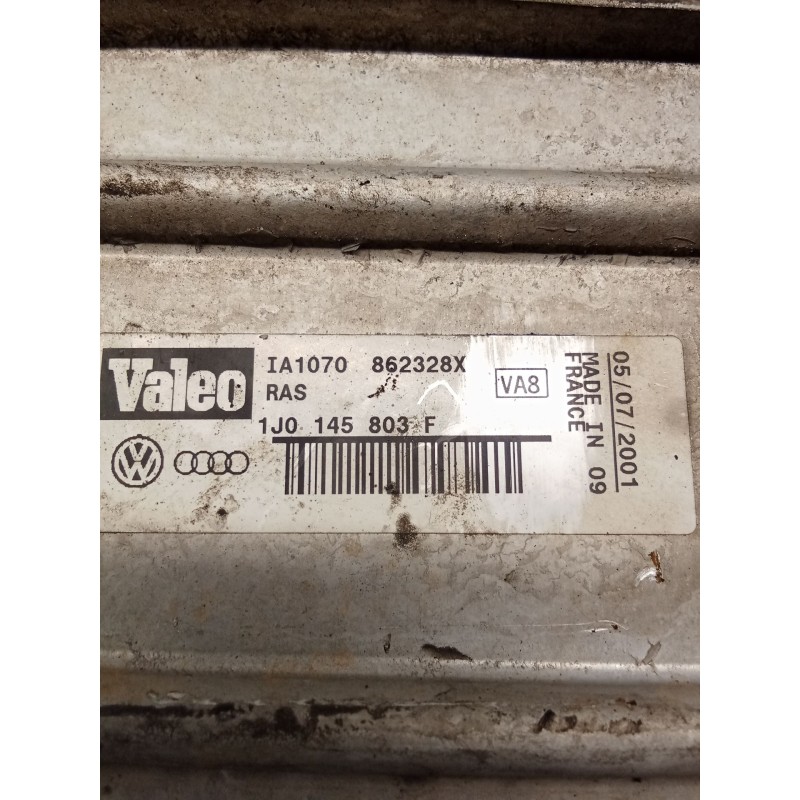 Valeo
IA1070 862328X
RAS
VA8
1J0 145 803 F
MADE IN 09
FRANCE
05/07/2001